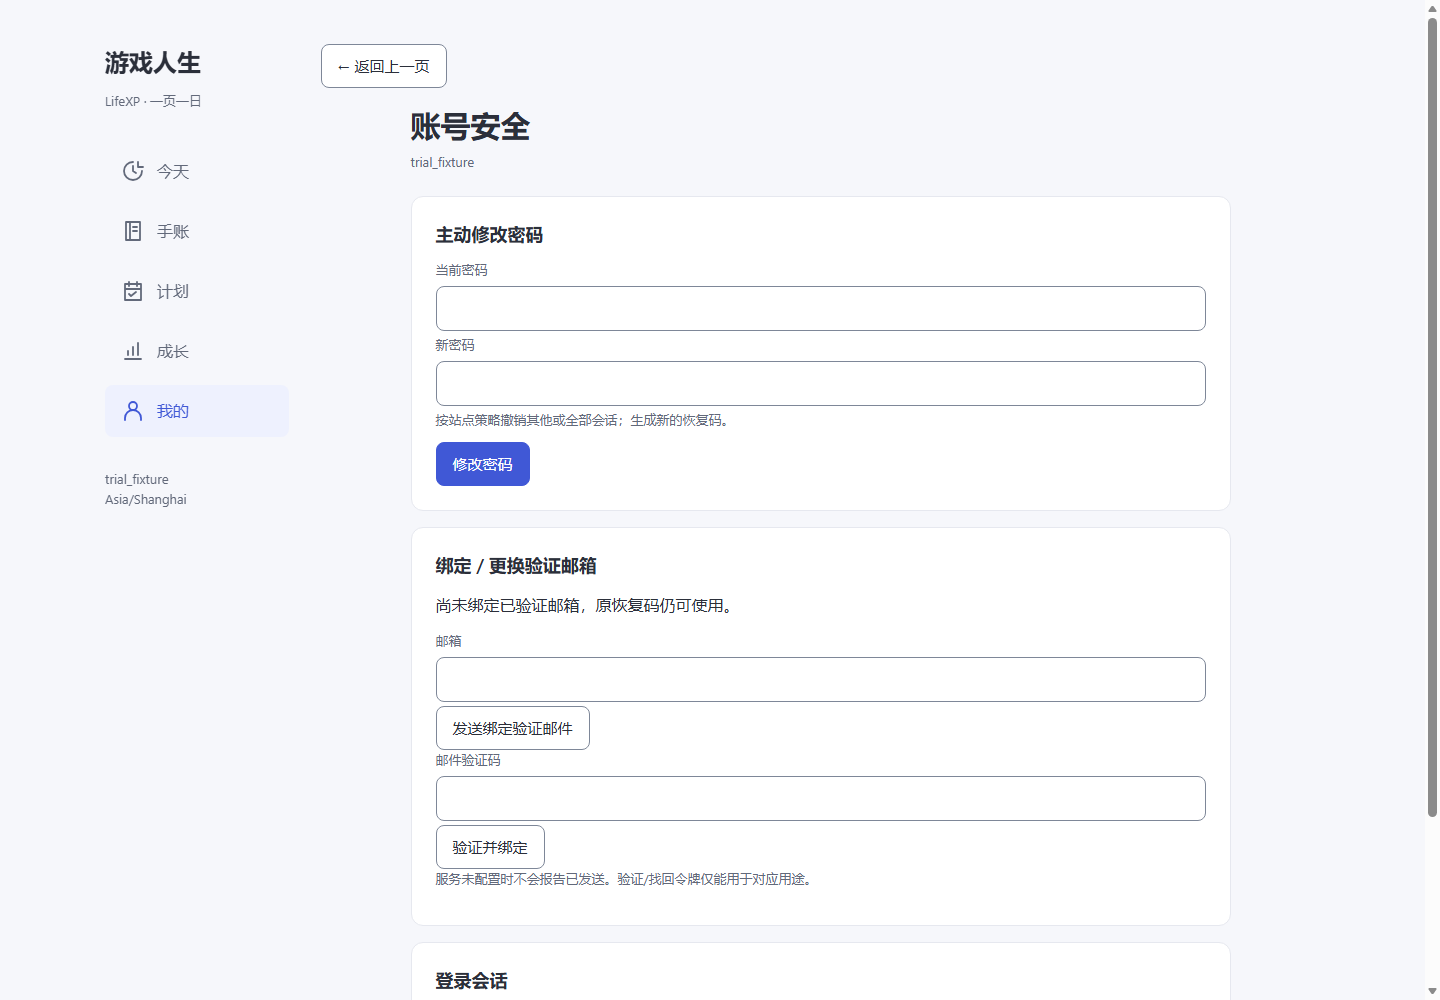 游戏人生
LifeXP · 一页一日
今天
手账
计划
成长
我的
trial_fixture
Asia/Shanghai
← 返回上一页
账号安全
trial_fixture
主动修改密码
当前密码
新密码
按站点策略撤销其他或全部会话；生成新的恢复码。
修改密码
绑定 / 更换验证邮箱
尚未绑定已验证邮箱，原恢复码仍可使用。
邮箱
发送绑定验证邮件
邮件验证码
验证并绑定
服务未配置时不会报告已发送。验证/找回令牌仅能用于对应用途。
登录会话